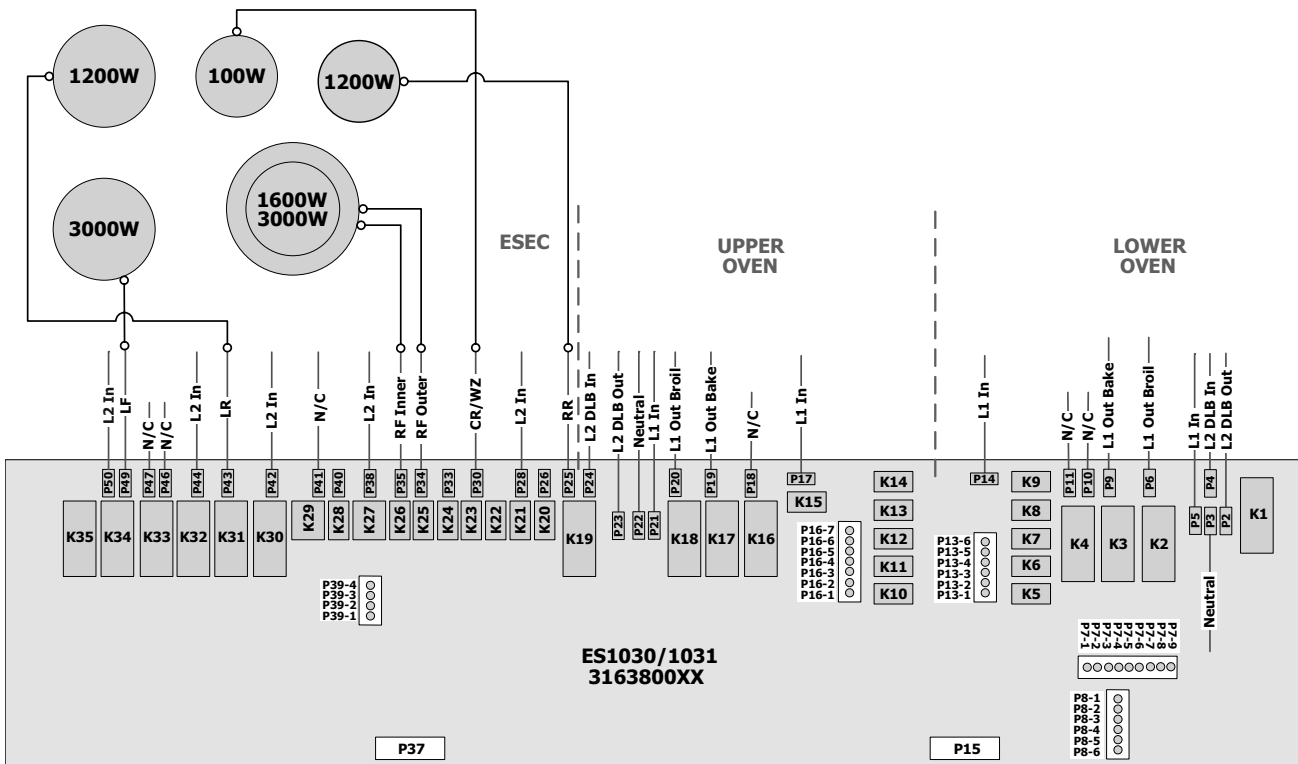 1200W
100W
1200W
3000W
1600W
3000W
ESEC
UPPER
OVEN
LOWER
OVEN
L2 In
LF
N/C
N/C
L2 In
LR
L2 In
N/C
L2 In
RF Inner
RF Outer
CR/WZ
L2 In
RR
L2 DLB In
L2 DLB Out
Neutral
L1 In
L1 Out Broil
L1 Out Bake
N/C
L1 In
L1 In
N/C
N/C
L1 Out Bake
L1 Out Broil
L1 In
L2 DLB In
L2 DLB Out
P50
P49
P47
P46
P44
P43
P42
P41
P40
P38
P35
P34
P33
P30
P28
P26
P25
P24
P23
P22
P21
P20
P19
P18
P17
P14
P11
P10
P9
P6
P5
P4
P3
P2
K35
K34
K33
K32
K31
K30
K29
K28
K27
K26
K25
K24
K23
K22
K21
K20
K19
K18
K17
K16
K15
K14
K13
K12
K11
K10
K9
K8
K7
K6
K5
K4
K3
K2
K1
Neutral
P16-7
P16-6
P16-5
P16-4
P16-3
P16-2
P16-1
P13-6
P13-5
P13-4
P13-3
P13-2
P13-1
P39-4
P39-3
P39-2
P39-1
P7-1
P7-2
P7-3
P7-4
P7-5
P7-6
P7-7
P7-8
P7-9
ES1030/1031
3163800XX
P8-1
P8-2
P8-3
P8-4
P8-5
P8-6
P37
P15